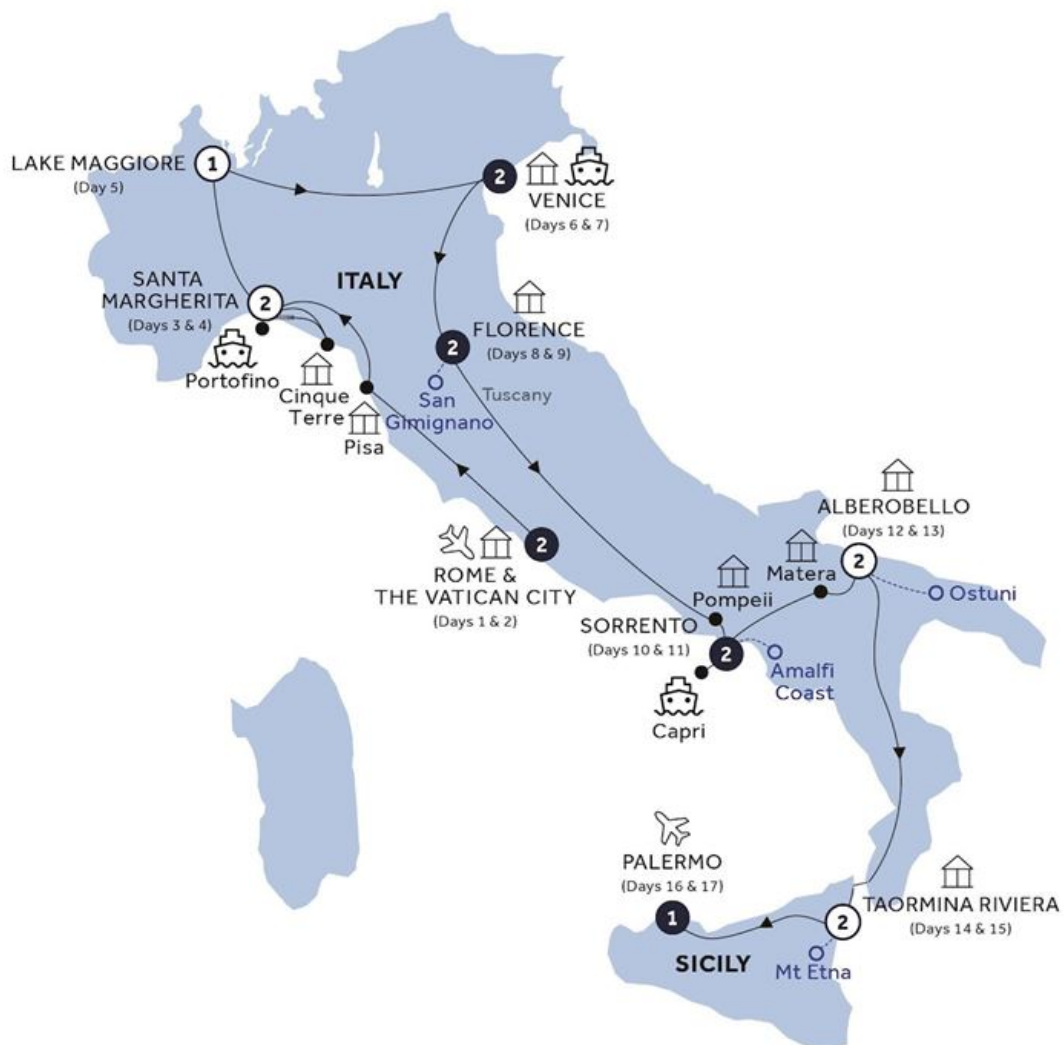 LAKE MAGGIORE
(Day 5)
1
2
VENICE
(Days 6 & 7)
SANTA
MARGHERITA
(Days 3 & 4)
2
ITALY
Portofino
Cinque
Terre
Pisa
2
FLORENCE
(Days 8 & 9)
San
Gimignano
Tuscany
2
ROME &
THE VATICAN CITY
(Days 1 & 2)
ALBEROBELLO
(Days 12 & 13)
2
Matera
Ostuni
Pompeii
SORRENTO
(Days 10 & 11)
2
Amalfi
Coast
Capri
PALERMO
(Days 16 & 17)
1
TAORMINA RIVIERA
(Days 14 & 15)
2
SICILY
Mt Etna